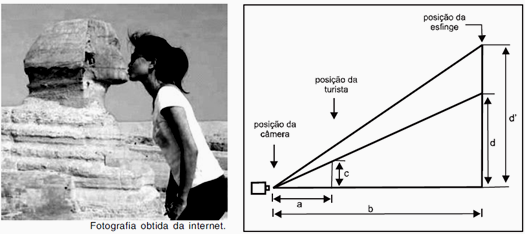 Fotografia obtida da internet.
posição da
esfinge
posição da
turista
posição da
câmera
d'
d
c
a
b